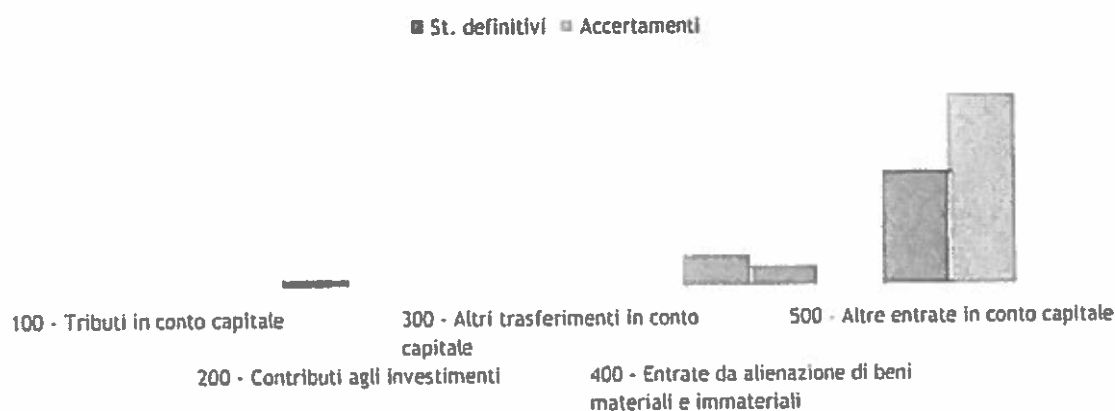 St. definitivi Accertamenti
100 - Tributi in conto capitale
300 - Altri trasferimenti in conto
capitale
500 - Altre entrate in conto capitale
200 - Contributi agli investimenti
400 - Entrate da alienazione di beni
materiali e immateriali